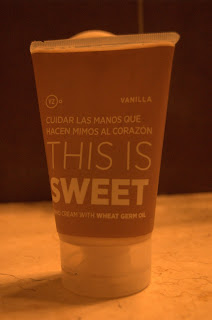 VANILLA
CUIDAR LAS MANOS QUE
HACEN MIMOS AL CORAZÓN
THIS IS
SWEET
CREAM WITH WHEAT GERM OIL